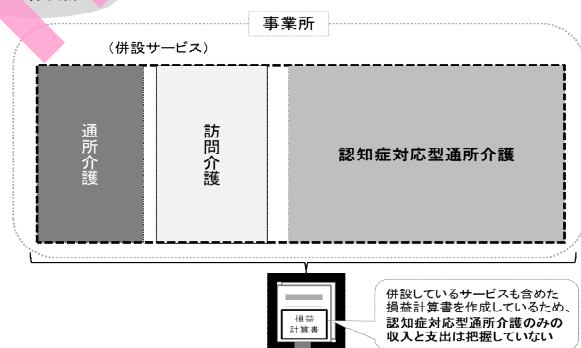 事業所
（併設サービス）
通所介護
訪問介護
認知症対応型通所介護
損益
計算書
併設しているサービスも含めた
損益計算書を作成しているため、
認知症対応型通所介護のみの
収入と支出は把握していない